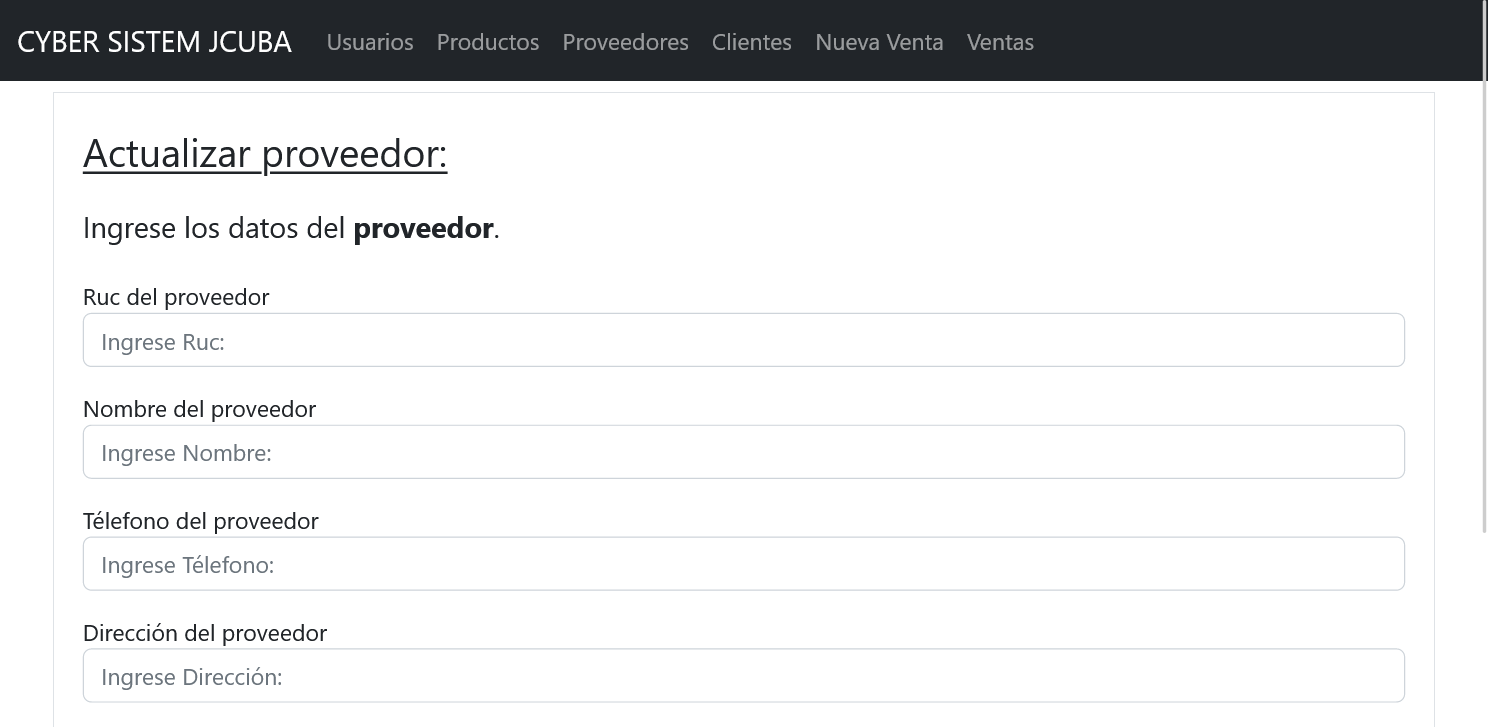 CYBER SISTEM JCUBA Usuarios Productos Proveedores Clientes Nueva Venta Ventas
Actualizar proveedor:
Ingrese los datos del proveedor.
Ruc del proveedor
Ingrese Ruc:
Nombre del proveedor
Ingrese Nombre:
Télefono del proveedor
Ingrese Télefono:
Dirección del proveedor
Ingrese Dirección: